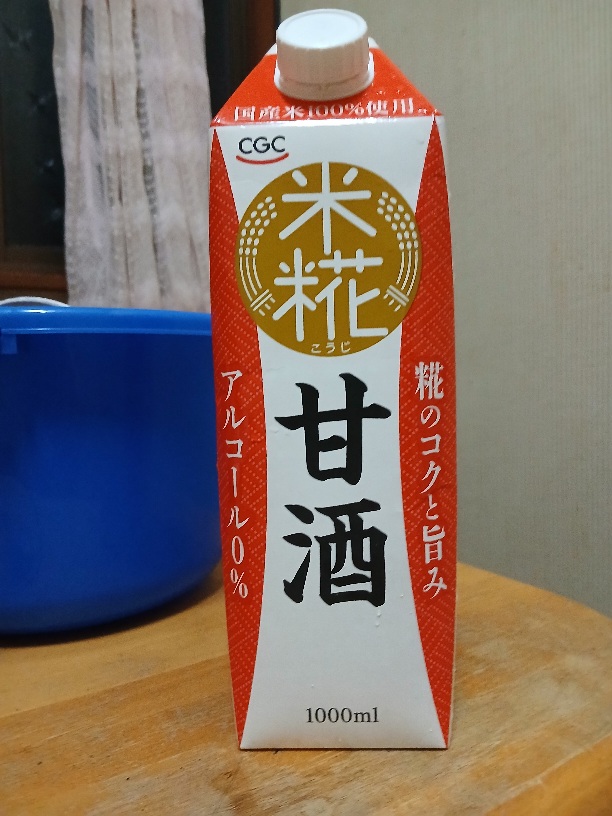 国産米100%使用。
CGC
米
糀
こうじ
糀のコクと旨み
甘酒
アルコール0%
1000ml